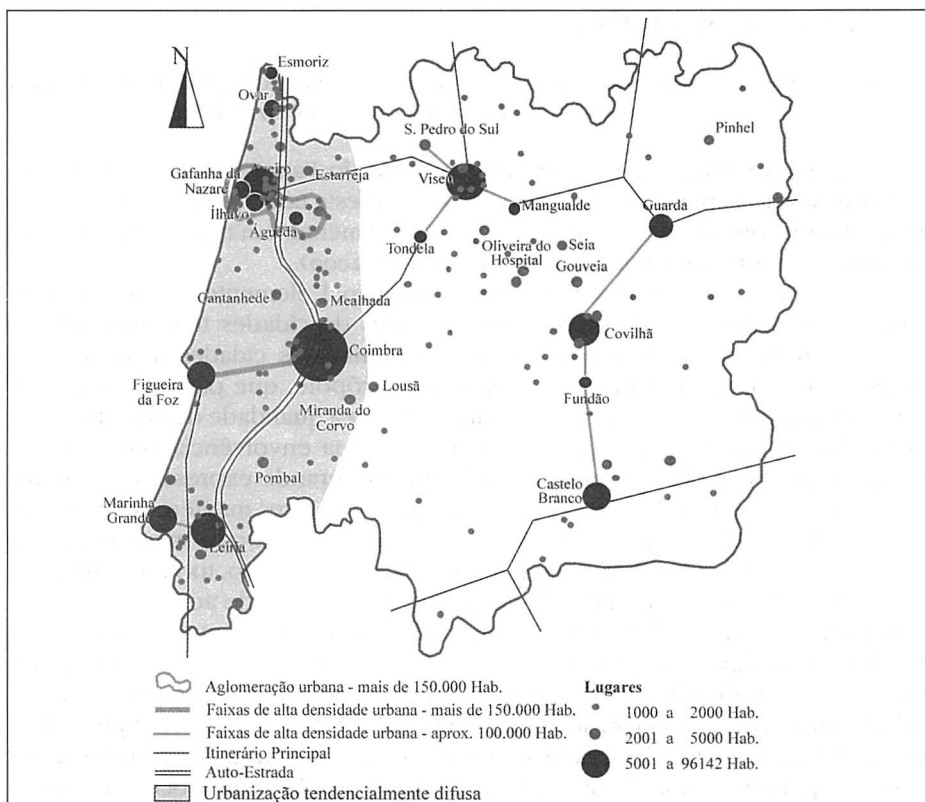 N
Esmoriz
Ovar
S. Pedro do Sul
Pinhel
Gafanha da
Nazaré
Aveiro
Estarreja
Viseu
Ílhavo
Mangualde
Guarda
Águeda
Tondela
Oliveira do
Hospital
Seia
Gouveia
Cantanhede
Mealhada
Coimbra
Covilhã
Figueira
da Foz
Lousã
Miranda do
Corvo
Fundão
Pombal
Castelo
Branco
Marinha
Grande
Leiria
Aglomeração urbana - mais de 150.000 Hab.
Faixas de alta densidade urbana - mais de 150.000 Hab.
Faixas de alta densidade urbana - aprox. 100.000 Hab.
Itinerário Principal
Auto-Estrada
Urbanização tendencialmente difusa
Lugares
1000 a 2000 Hab.
2001 a 5000 Hab.
5001 a 96142 Hab.